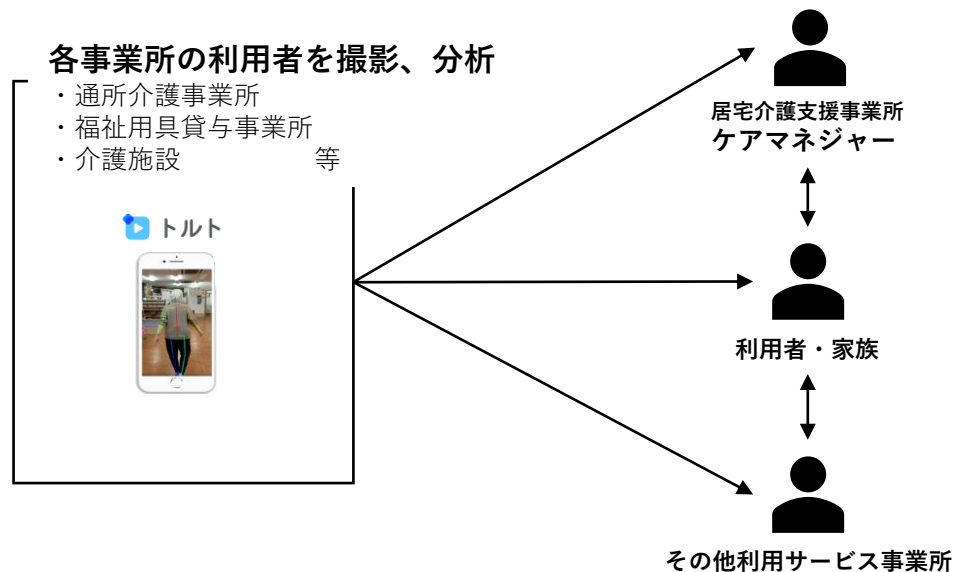 各事業所の利用者を撮影、分析
・通所介護事業所
・福祉用具貸与事業所
・介護施設 等
トルト
居宅介護支援事業所
ケアマネジャー
利用者・家族
その他利用サービス事業所